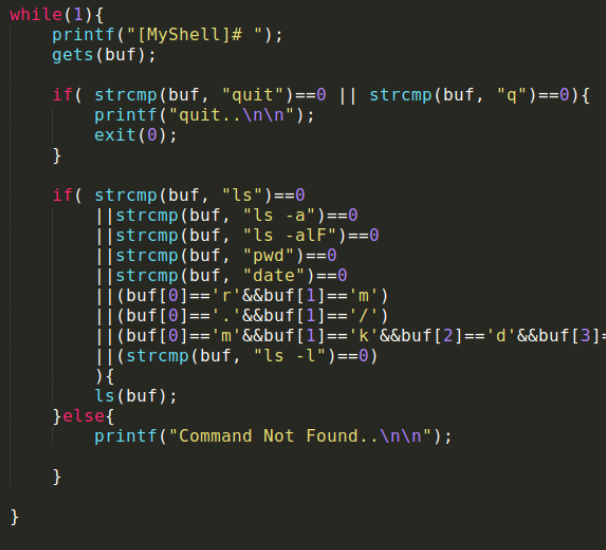 while(1){
    printf("[MyShell]# ");
    gets(buf);

    if( strcmp(buf, "quit")==0 || strcmp(buf, "q")==0){
        printf("quit..\n\n");
        exit(0);
    }

    if( strcmp(buf, "ls")==0
        ||strcmp(buf, "ls -a")==0
        ||strcmp(buf, "ls -alF")==0
        ||strcmp(buf, "pwd")==0
        ||strcmp(buf, "date")==0
        ||(buf[0]=='r'&&buf[1]=='m')
        ||(buf[0]=='.'&&buf[1]=='/')
        ||(buf[0]=='m'&&buf[1]=='k'&&buf[2]=='d'&&buf[3]=
        ||(strcmp(buf, "ls -l")==0)
        ){
        ls(buf);
    }else{
        printf("Command Not Found..\n\n");

    }

}